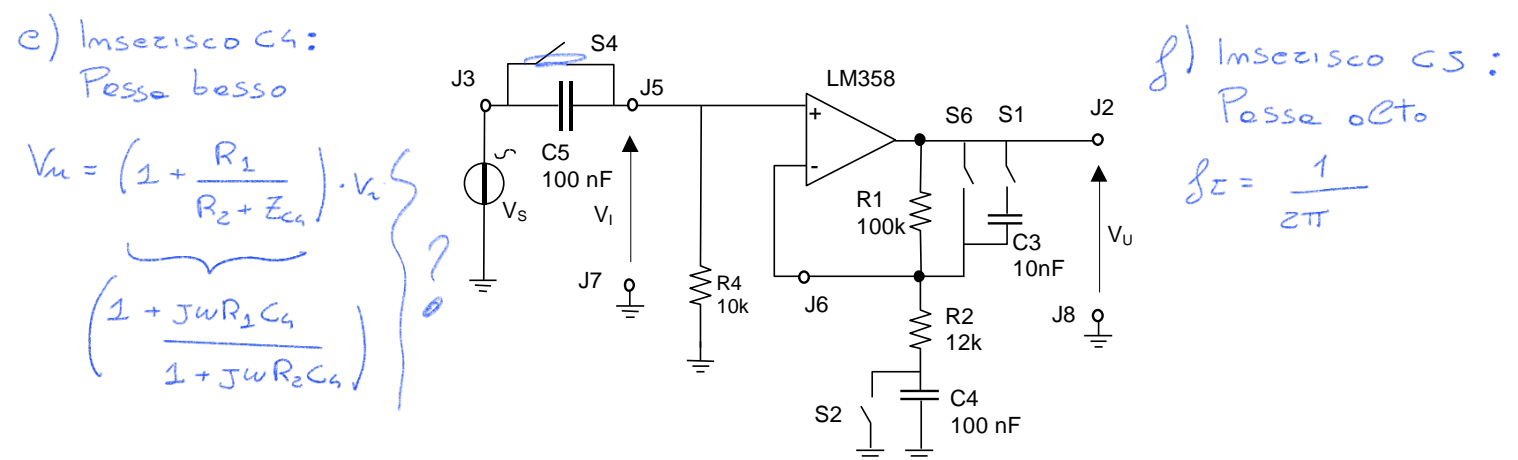 e) Inserisco C4:
Passa basso
Vu = (1 + R1 / (R2 + ZC4)) · Vi
?
(1 + jωR1C4 / (1 + jωR2C4))
S4
J3
J5
C5
100 nF
VS
VI
J7
R4
10k
LM358
+
-
J6
S6
S1
J2
R1
100k
C3
10nF
VU
R2
12k
J8
S2
C4
100 nF
f) Inserisco C5:
Passa alto
fz = 1 / 2π